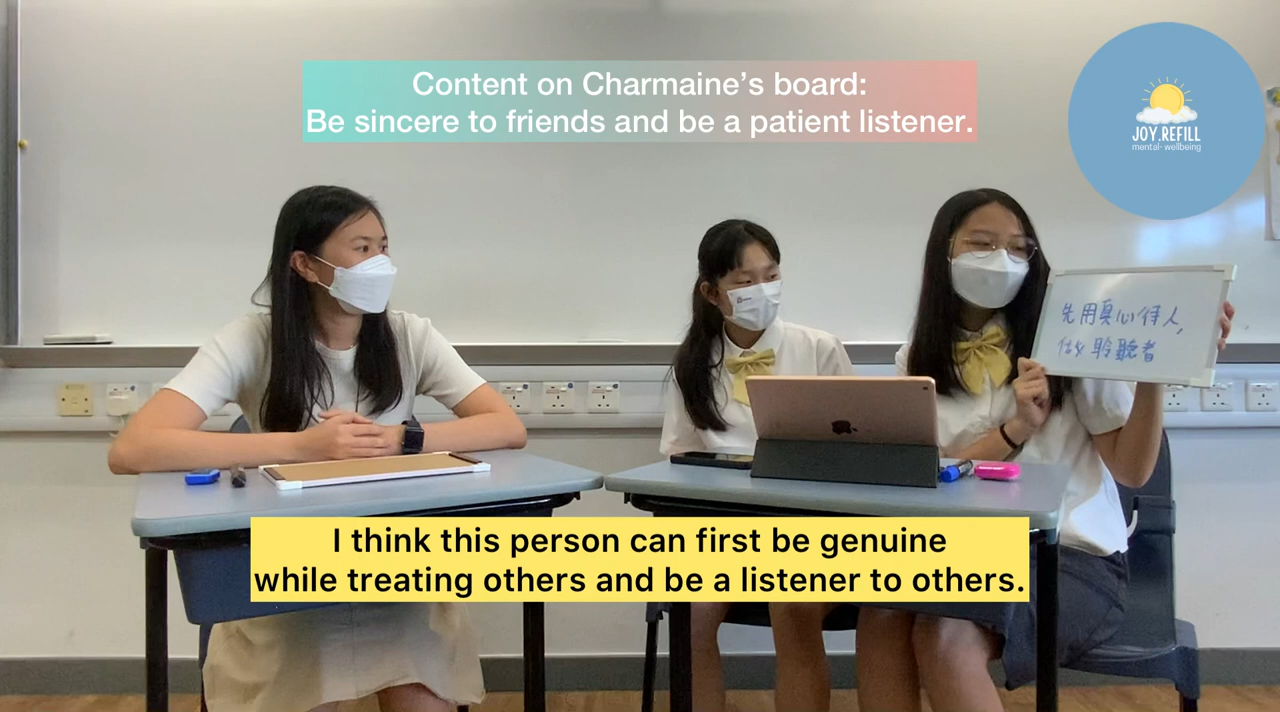 Content on Charmaine's board:
Be sincere to friends and be a patient listener.
JOY.REFILL
mental-wellbeing
先用真心待人,
做聆聽者
I think this person can first be genuine
while treating others and be a listener to others.